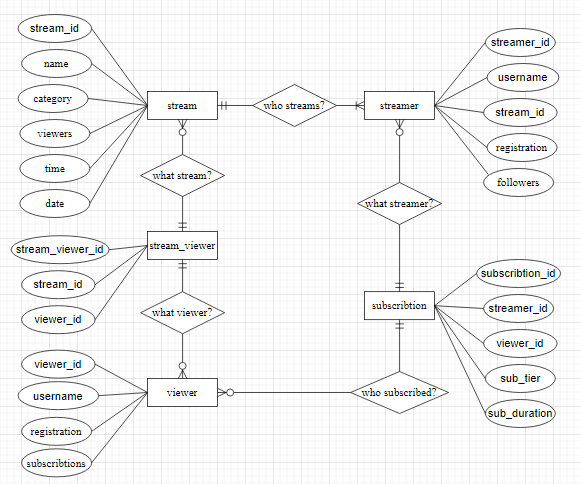 stream_id
name
category
viewers
time
date
stream
who streams?
streamer
streamer_id
username
stream_id
registration
followers
what stream?
what streamer?
stream_viewer_id
stream_id
viewer_id
stream_viewer
what viewer?
subscribtion
subscribtion_id
streamer_id
viewer_id
sub_tier
sub_duration
viewer_id
username
registration
subscribtions
viewer
who subscribed?